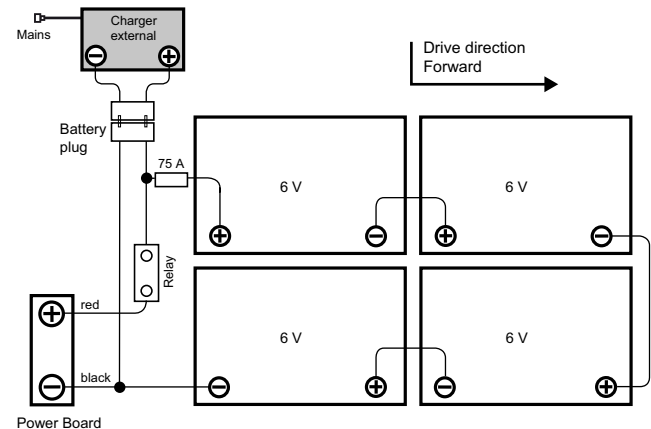 Charger
external
Mains
Drive direction
Forward
Battery
plug
75 A
6 V
6 V
Relay
6 V
6 V
red
black
Power Board